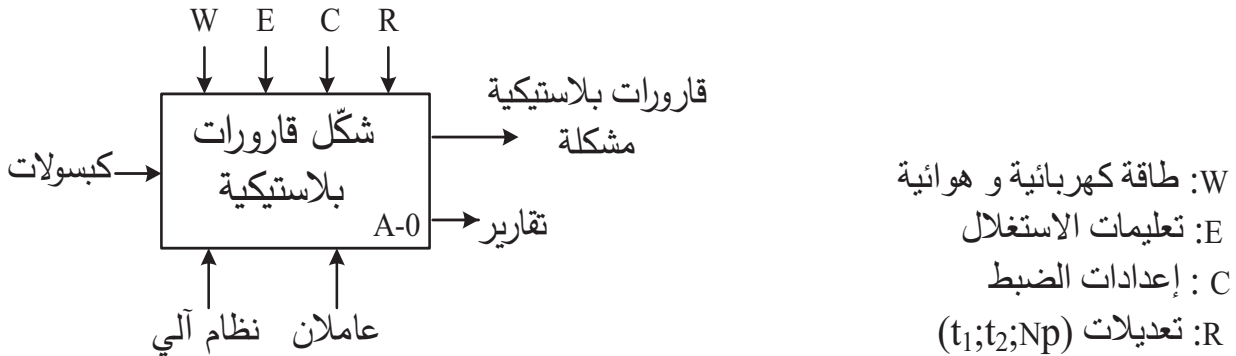 W E C R
قارورات بلاستيكية
مشكلة
شكّل قارورات
بلاستيكية
كبسولات
A-0
تقارير
نظام آلي
عاملان
W: طاقة كهربائية و هوائية
E: تعليمات الاستغلال
C : إعدادات الضبط
R: تعديلات (t₁;t₂;Np)